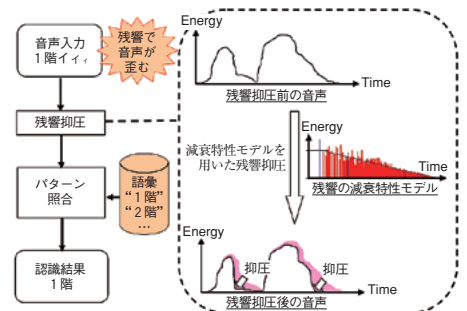 音声入力
1階イィィ
残響で
音声が
歪む
残響抑圧
パターン
照合
語彙
“1階”
“2階”
…
認識結果
1階
Energy
Time
残響抑圧前の音声
減衰特性モデルを
用いた残響抑圧
Energy
Time
残響の減衰特性モデル
Energy
抑圧
抑圧
Time
残響抑圧後の音声